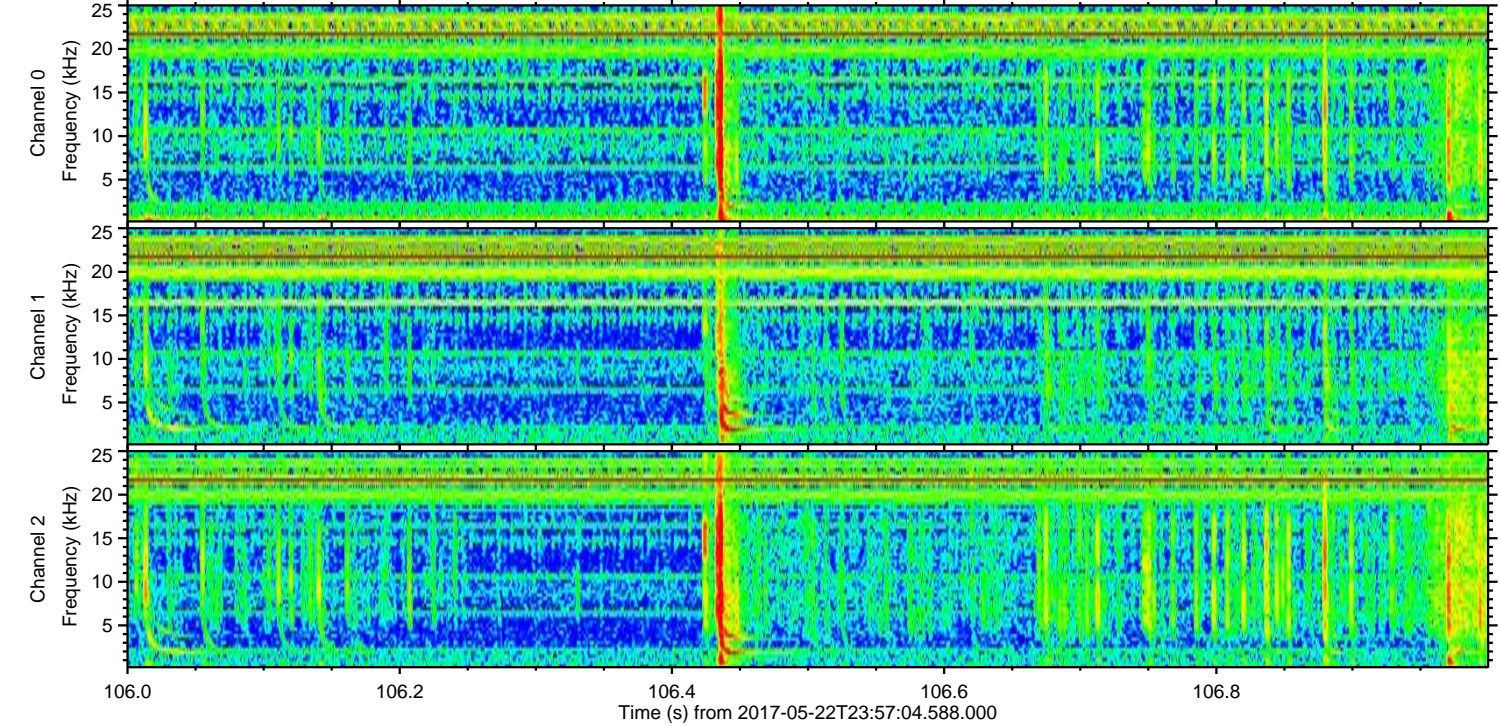 25
20
15
10
5
Channel 0
Frequency (kHz)
25
20
15
10
5
Channel 1
Frequency (kHz)
25
20
15
10
5
Channel 2
Frequency (kHz)
106.0 106.2 106.4 106.6 106.8
Time (s) from 2017-05-22T23:57:04.588.000